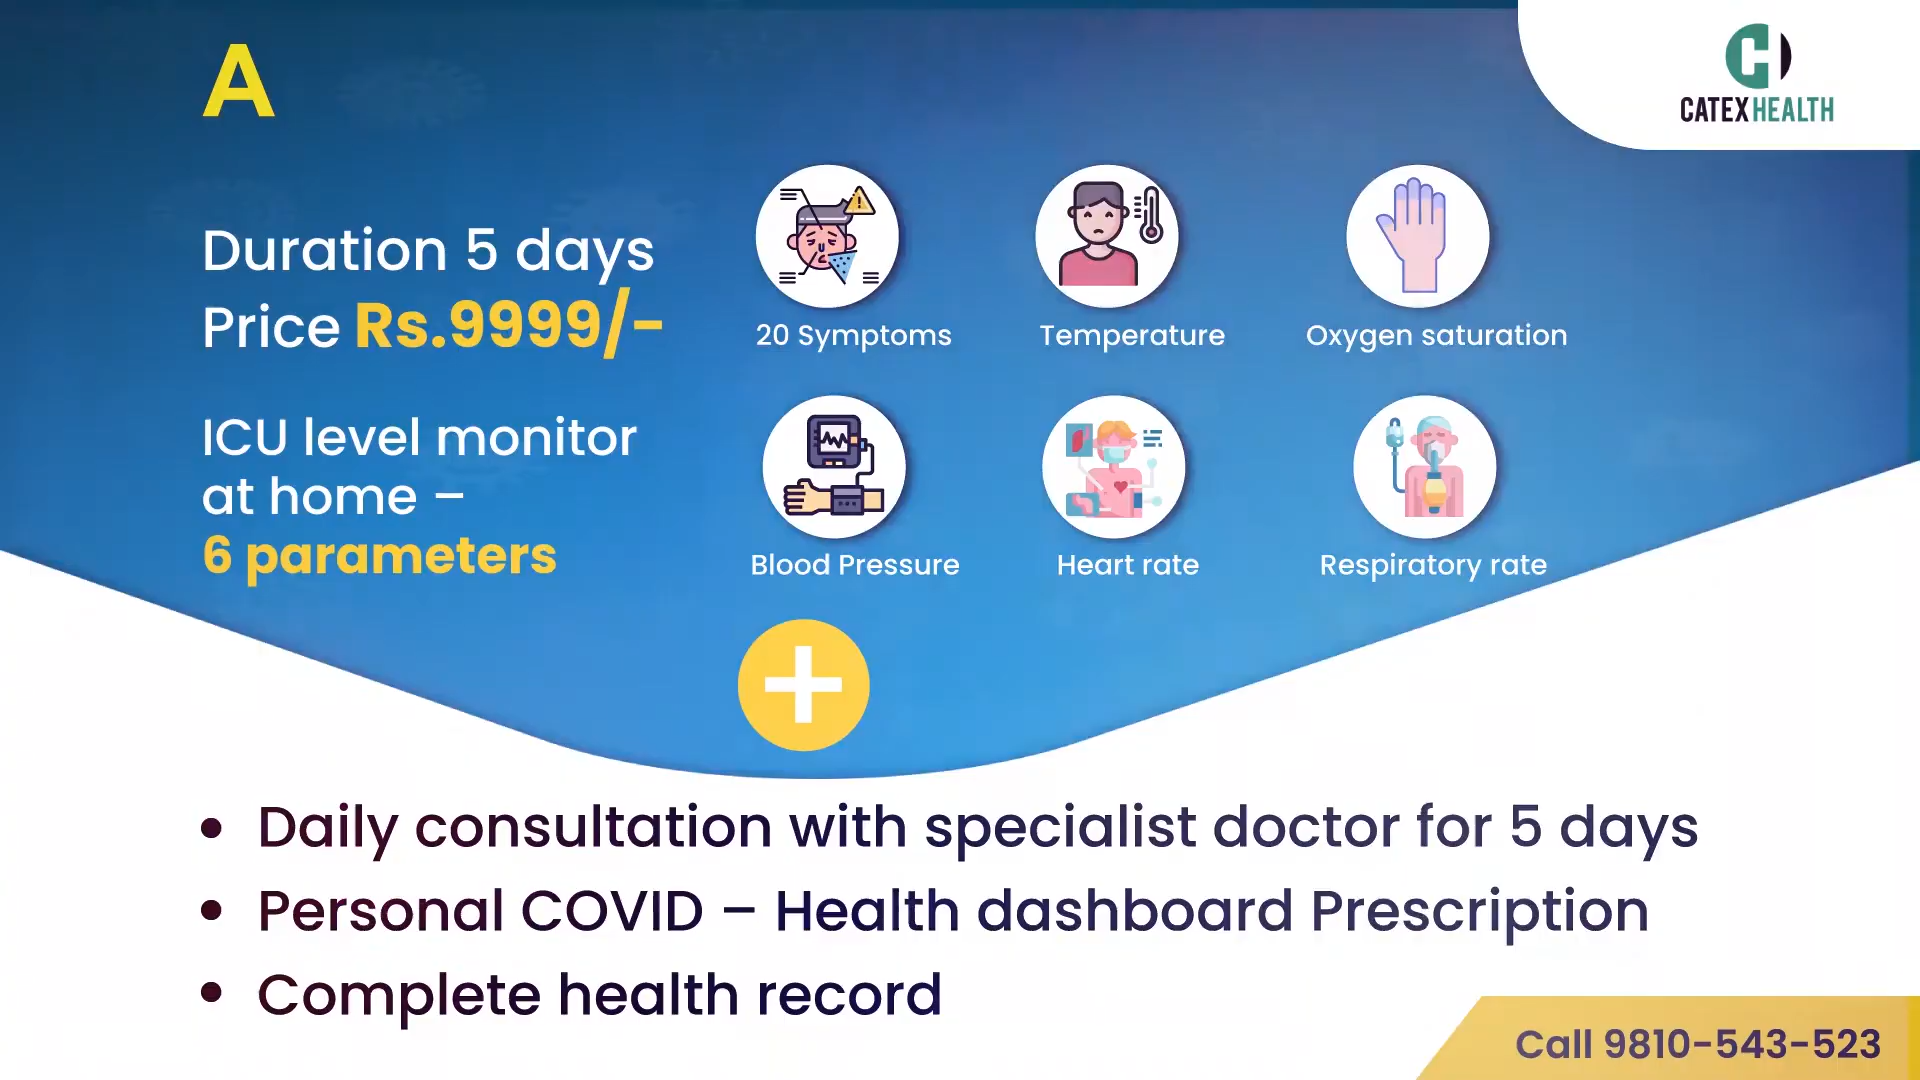 A
CATEX HEALTH
Duration 5 days
Price Rs.9999/-
ICU level monitor
at home –
6 parameters
20 Symptoms
Temperature
Oxygen saturation
Blood Pressure
Heart rate
Respiratory rate
• Daily consultation with specialist doctor for 5 days
• Personal COVID – Health dashboard Prescription
• Complete health record
Call 9810-543-523